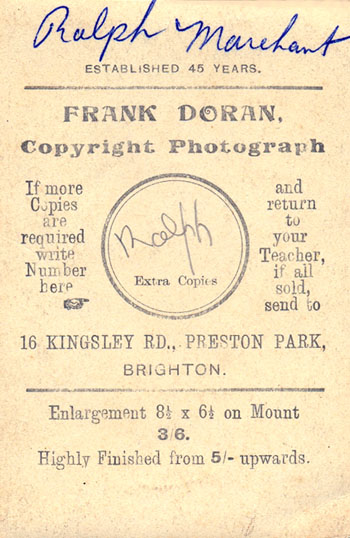 Ralph Marchant
ESTABLISHED 45 YEARS.
FRANK DORAN,
Copyright Photograph
If more
Copies
are
required
write
Number
here
☞
Ralph
Extra Copies
and
return
to
your
Teacher,
if all
sold,
send to
16 KINGSLEY RD., PRESTON PARK,
BRIGHTON.
Enlargement 8½ x 6½ on Mount
3/6.
Highly Finished from 5/- upwards.